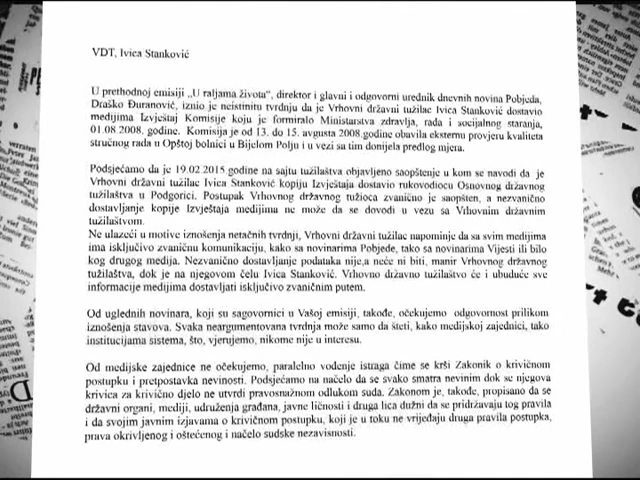 VDT, Ivica Stanković
U prethodnoj emisiji „U raljama života", direktor i glavni i odgovorni urednik dnevnih novina Pobjeda,
Draško Đuranović, iznio je neistinitu tvrdnju da je Vrhovni državni tužilac Ivica Stanković dostavio
medijima Izvještaj Komisije koju je formiralo Ministarstva zdravlja, rada i socijalnog staranja,
01.08.2008. godine. Komisija je od 13. do 15. avgusta 2008.godine obavila eksternu provjeru kvaliteta
stručnog rada u Opštoj bolnici u Bijelom Polju i u vezi sa tim donijela predlog mjera.
Podsjećamo da je 19.02.2015.godine na sajtu tužilaštva objavljeno saopštenje u kom se navodi da je
Vrhovni državni tužilac Ivica Stanković kopiju Izvještaja dostavio rukovodiocu Osnovnog državnog
tužilaštva u Podgorici. Postupak Vrhovnog državnog tužioca zvanično je saopšten, a nezvanično
dostavljanje kopije Izvještaja medijima ne može da se dovodi u vezu sa Vrhovnim državnim
tužilaštvom.
Ne ulazeći u motive iznošenja netačnih tvrdnji, Vrhovni državni tužilac napominje da sa svim medijima
ima isključivo zvaničnu komunikaciju, kako sa novinarima Pobjede, tako sa novinarima Vijesti ili bilo
kog drugog medija. Nezvanično dostavljanje podataka nije,a neće ni biti, manir Vrhovnog državnog
tužilaštva, dok je na njegovom čelu Ivica Stanković. Vrhovno državno tužilaštvo će i ubuduće sve
informacije medijima dostavljati isključivo zvaničnim putem.
Od uglednih novinara, koji su sagovornici u Vašoj emisiji, takođe, očekujemo odgovornost prilikom
iznošenja stavova. Svaka neargumentovana tvrdnja može samo da šteti, kako medijskoj zajednici, tako
institucijama sistema, što, vjerujemo, nikome nije u interesu.
Od medijske zajednice ne očekujemo, paralelno vođenje istraga čime se krši Zakonik o krivičnom
postupku i pretpostavka nevinosti. Podsjećamo na načelo da se svako smatra nevinim dok se njegova
krivica za krivično djelo ne utvrdi pravosnažnom odlukom suda. Zakonom je, takođe, propisano da se
državni organi, mediji, udruženja građana, javne ličnosti i druga lica dužni da se pridržavaju tog pravila
i da svojim javnim izjavama o krivičnom postupku, koji je u toku ne vrijeđaju druga pravila postupka,
prava okrivljenog i oštećenog i načelo sudske nezavisnosti.